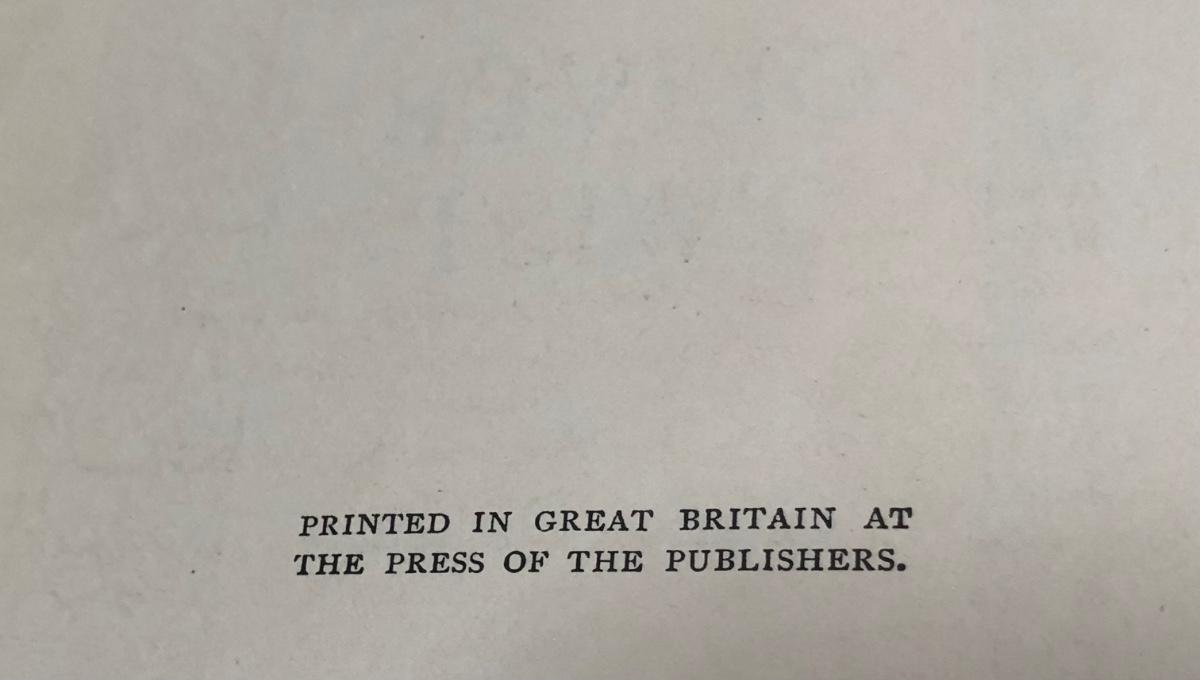 PRINTED IN GREAT BRITAIN AT
THE PRESS OF THE PUBLISHERS.